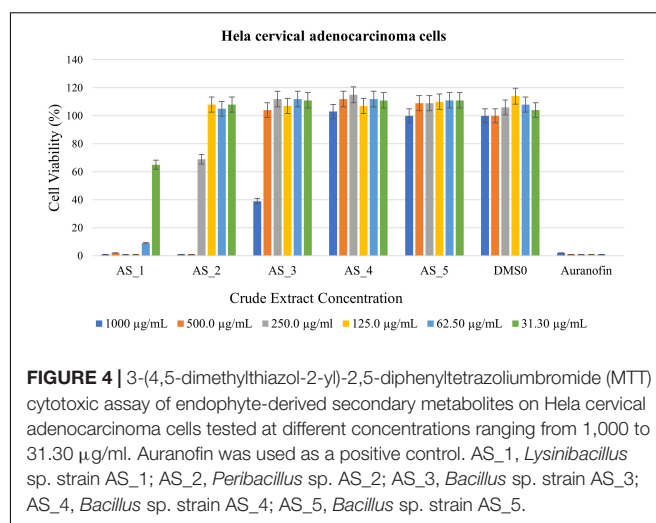 Hela cervical adenocarcinoma cells
Cell Viability (%)
140
120
100
80
60
40
20
0
AS_1 AS_2 AS_3 AS_4 AS_5 DMS0 Auranofin
Crude Extract Concentration
1000 µg/mL 500.0 µg/mL 250.0 µg/ml 125.0 µg/mL 62.50 µg/mL 31.30 µg/mL
FIGURE 4 | 3-(4,5-dimethylthiazol-2-yl)-2,5-diphenyltetrazoliumbromide (MTT)
cytotoxic assay of endophyte-derived secondary metabolites on Hela cervical
adenocarcinoma cells tested at different concentrations ranging from 1,000 to
31.30 µg/ml. Auranofin was used as a positive control. AS_1, Lysinibacillus
sp. strain AS_1; AS_2, Peribacillus sp. AS_2; AS_3, Bacillus sp. strain AS_3;
AS_4, Bacillus sp. strain AS_4; AS_5, Bacillus sp. strain AS_5.